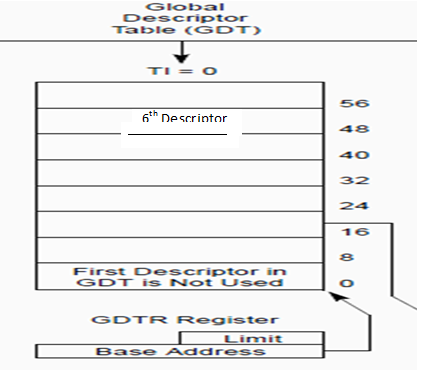 Global
Descriptor
Table (GDT)
TI = 0
56
6th Descriptor
48
40
32
24
16
8
First Descriptor in
GDT is Not Used
0
GDTR Register
Limit
Base Address